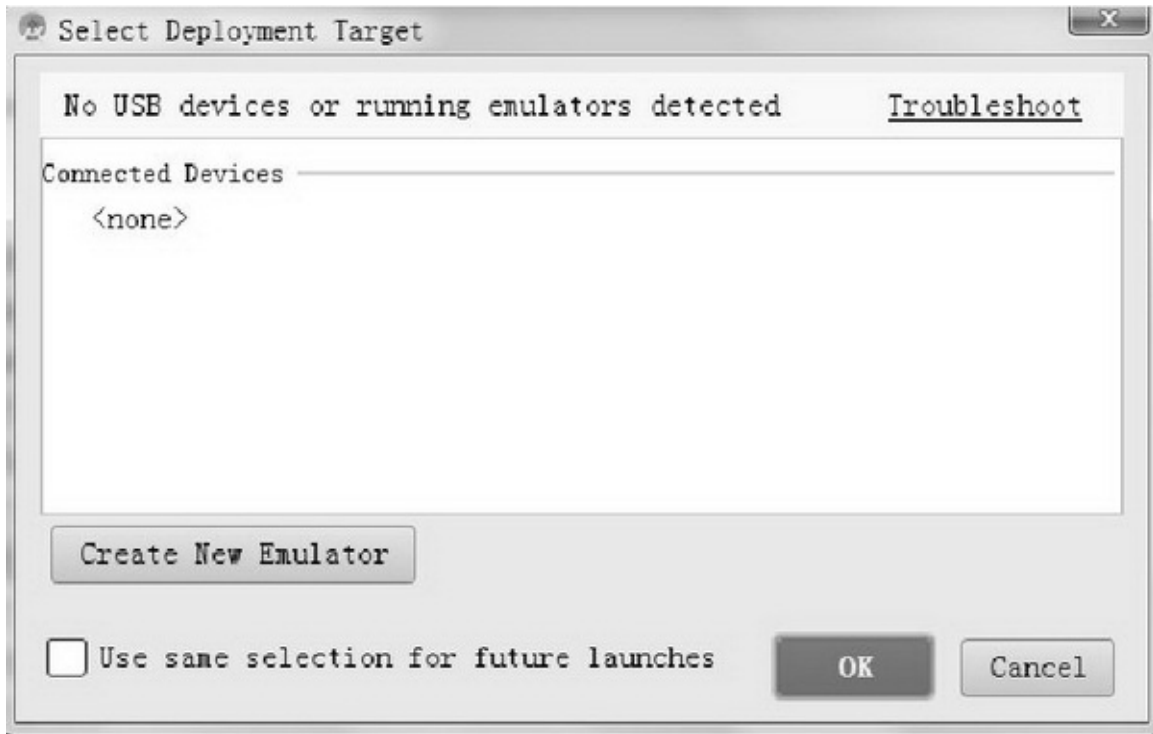 Select Deployment Target
No USB devices or running emulators detected Troubleshoot
Connected Devices
<none>
Create New Emulator
Use same selection for future launches OK Cancel